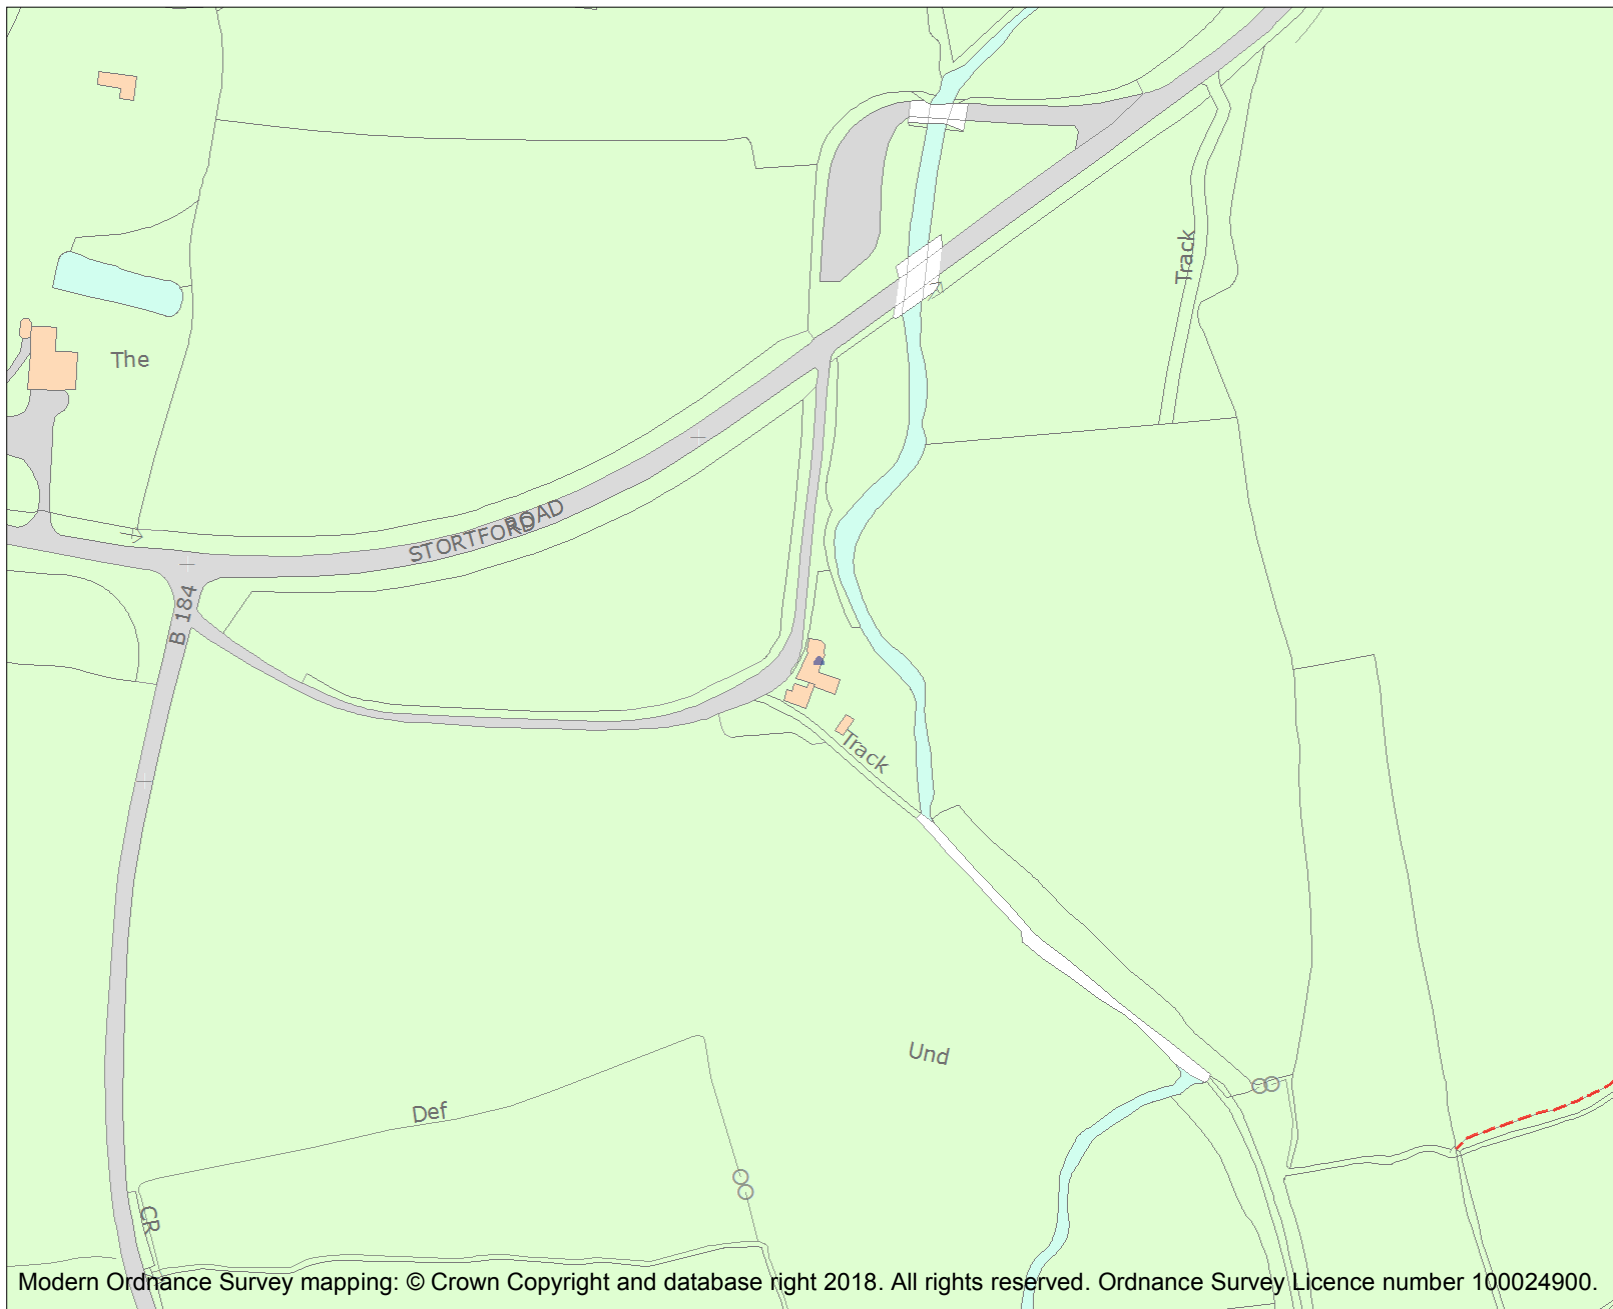 Track
The
STORTFORD
ROAD
B 184
Track
Und
Def
CR
Modern Ordnance Survey mapping: © Crown Copyright and database right 2018. All rights reserved. Ordnance Survey Licence number 100024900.